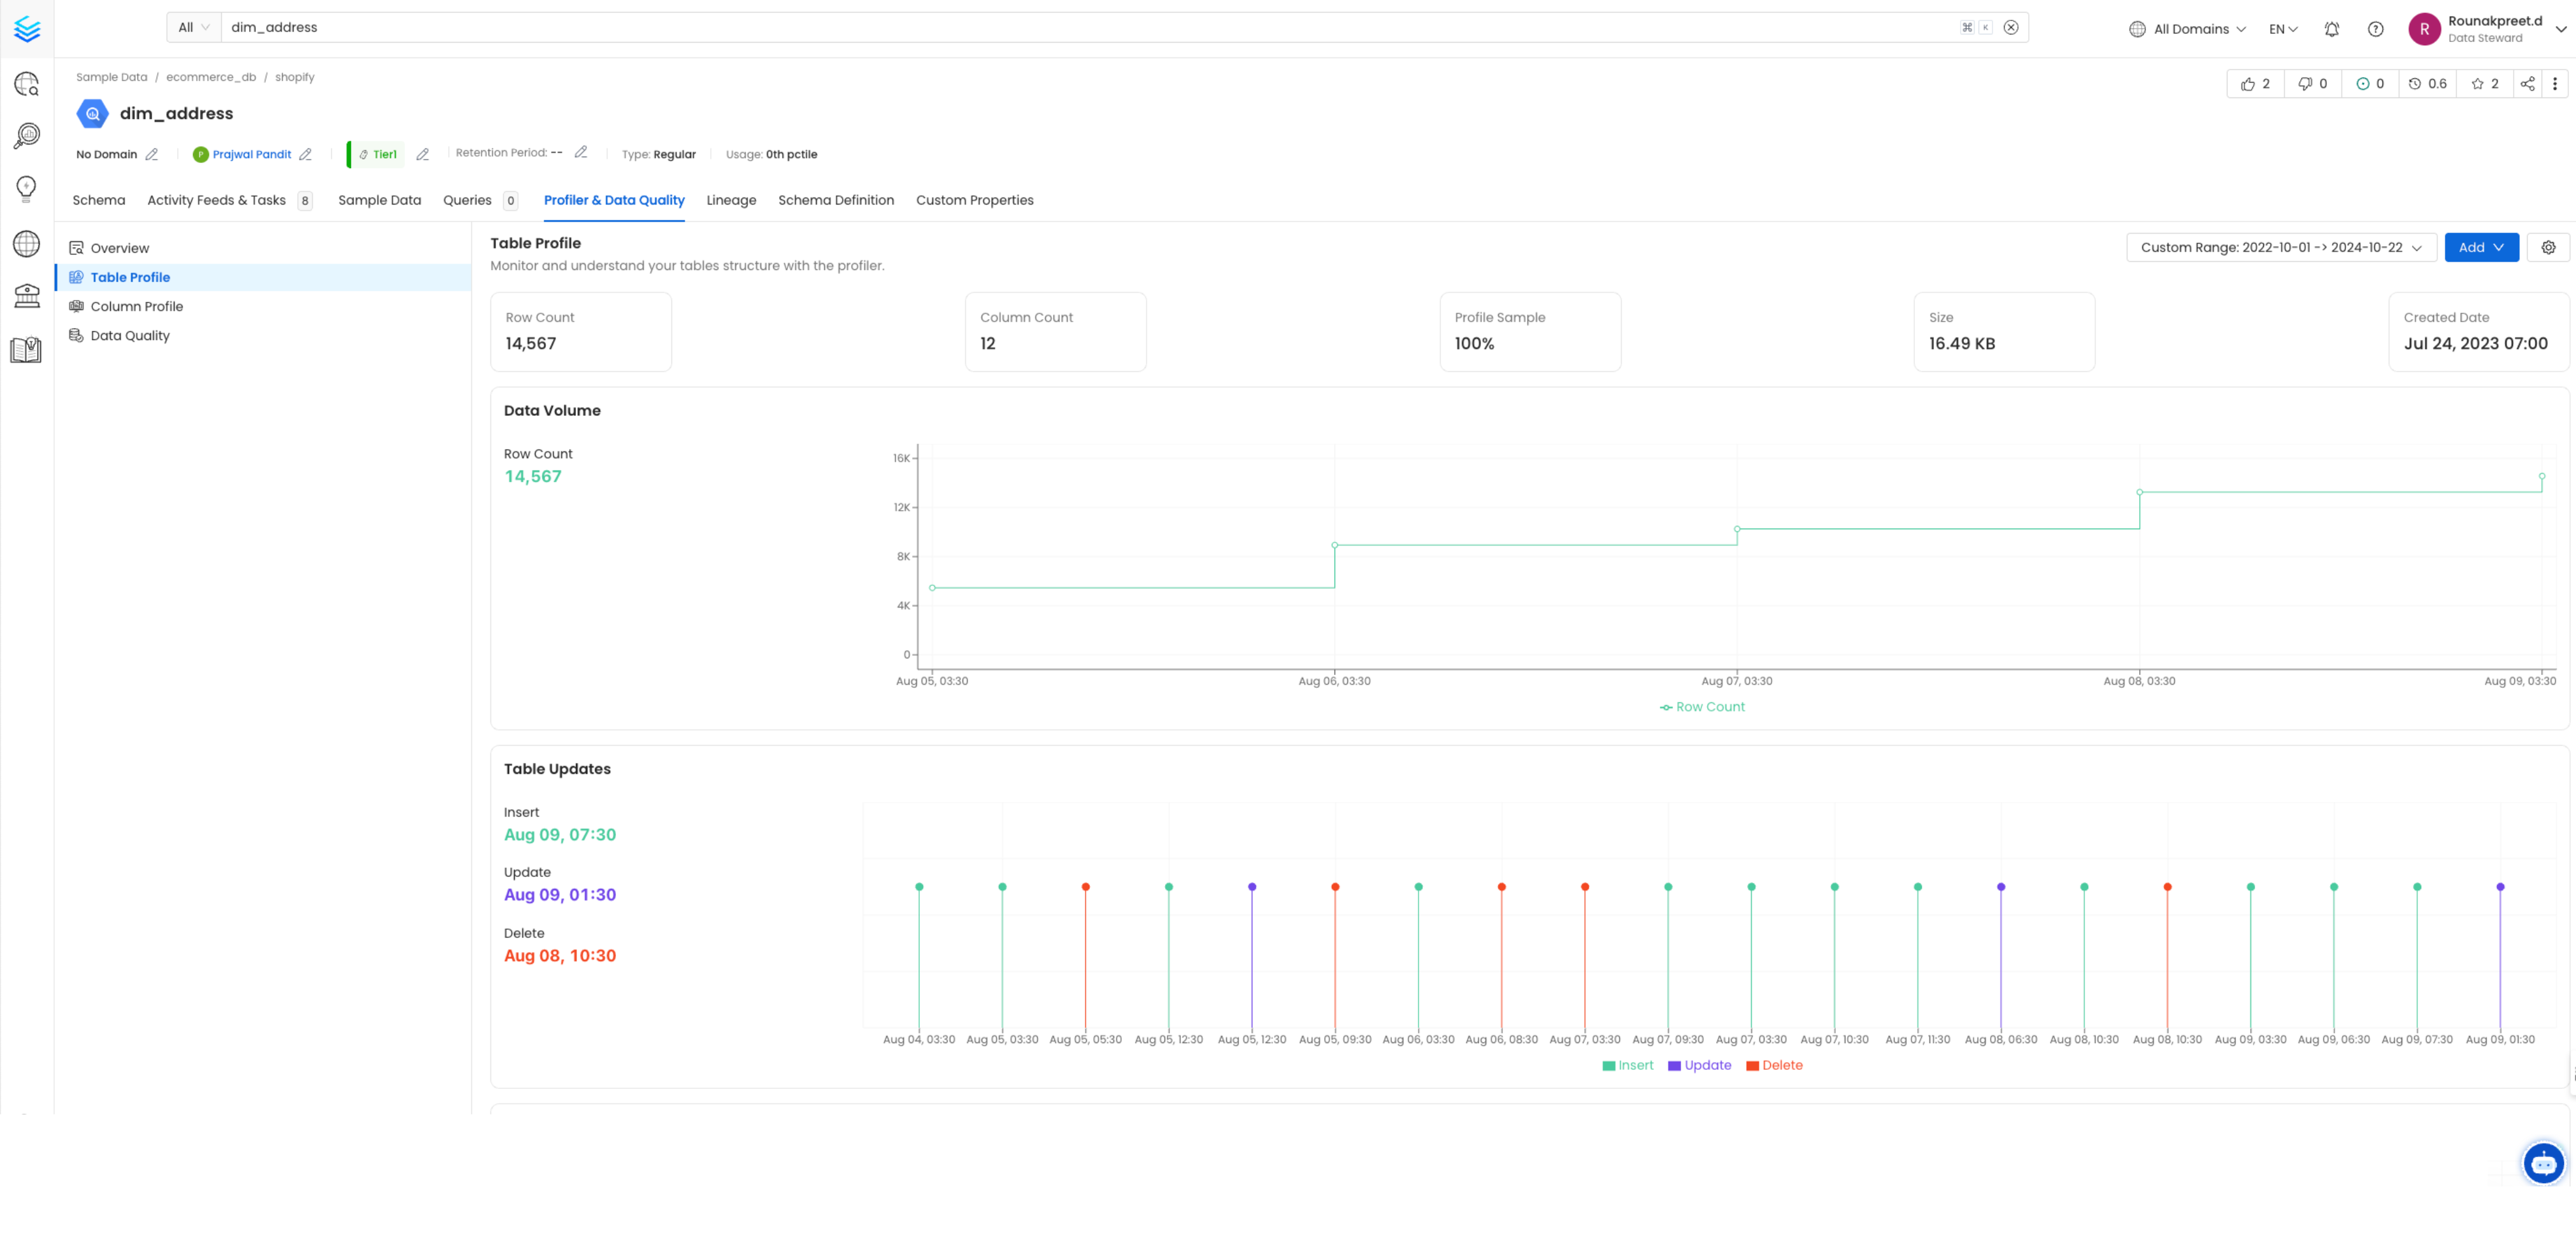 All dim_address ⌘ K All Domains EN R Rounakpreet.d
Data Steward
Sample Data / ecommerce_db / shopify
2 0 0 0.6 2
dim_address
No Domain P Prajwal Pandit Tier1 Retention Period: -- Type: Regular Usage: 0th pctile
Schema Activity Feeds & Tasks 8 Sample Data Queries 0 Profiler & Data Quality Lineage Schema Definition Custom Properties
Overview
Table Profile
Column Profile
Data Quality
Table Profile
Monitor and understand your tables structure with the profiler.
Custom Range: 2022-10-01 -> 2024-10-22 Add
Row Count
14,567
Column Count
12
Profile Sample
100%
Size
16.49 KB
Created Date
Jul 24, 2023 07:00
Data Volume
Row Count
14,567
16K
12K
8K
4K
0
Aug 05, 03:30 Aug 06, 03:30 Aug 07, 03:30 Aug 08, 03:30 Aug 09, 03:30
Row Count
Table Updates
Insert
Aug 09, 07:30
Update
Aug 09, 01:30
Delete
Aug 08, 10:30
Aug 04, 03:30 Aug 05, 03:30 Aug 05, 05:30 Aug 05, 12:30 Aug 05, 12:30 Aug 05, 09:30 Aug 06, 03:30 Aug 06, 08:30 Aug 07, 03:30 Aug 07, 09:30 Aug 07, 03:30 Aug 07, 10:30 Aug 07, 11:30 Aug 08, 06:30 Aug 08, 10:30 Aug 08, 10:30 Aug 09, 03:30 Aug 09, 06:30 Aug 09, 07:30 Aug 09, 01:30
Insert Update Delete